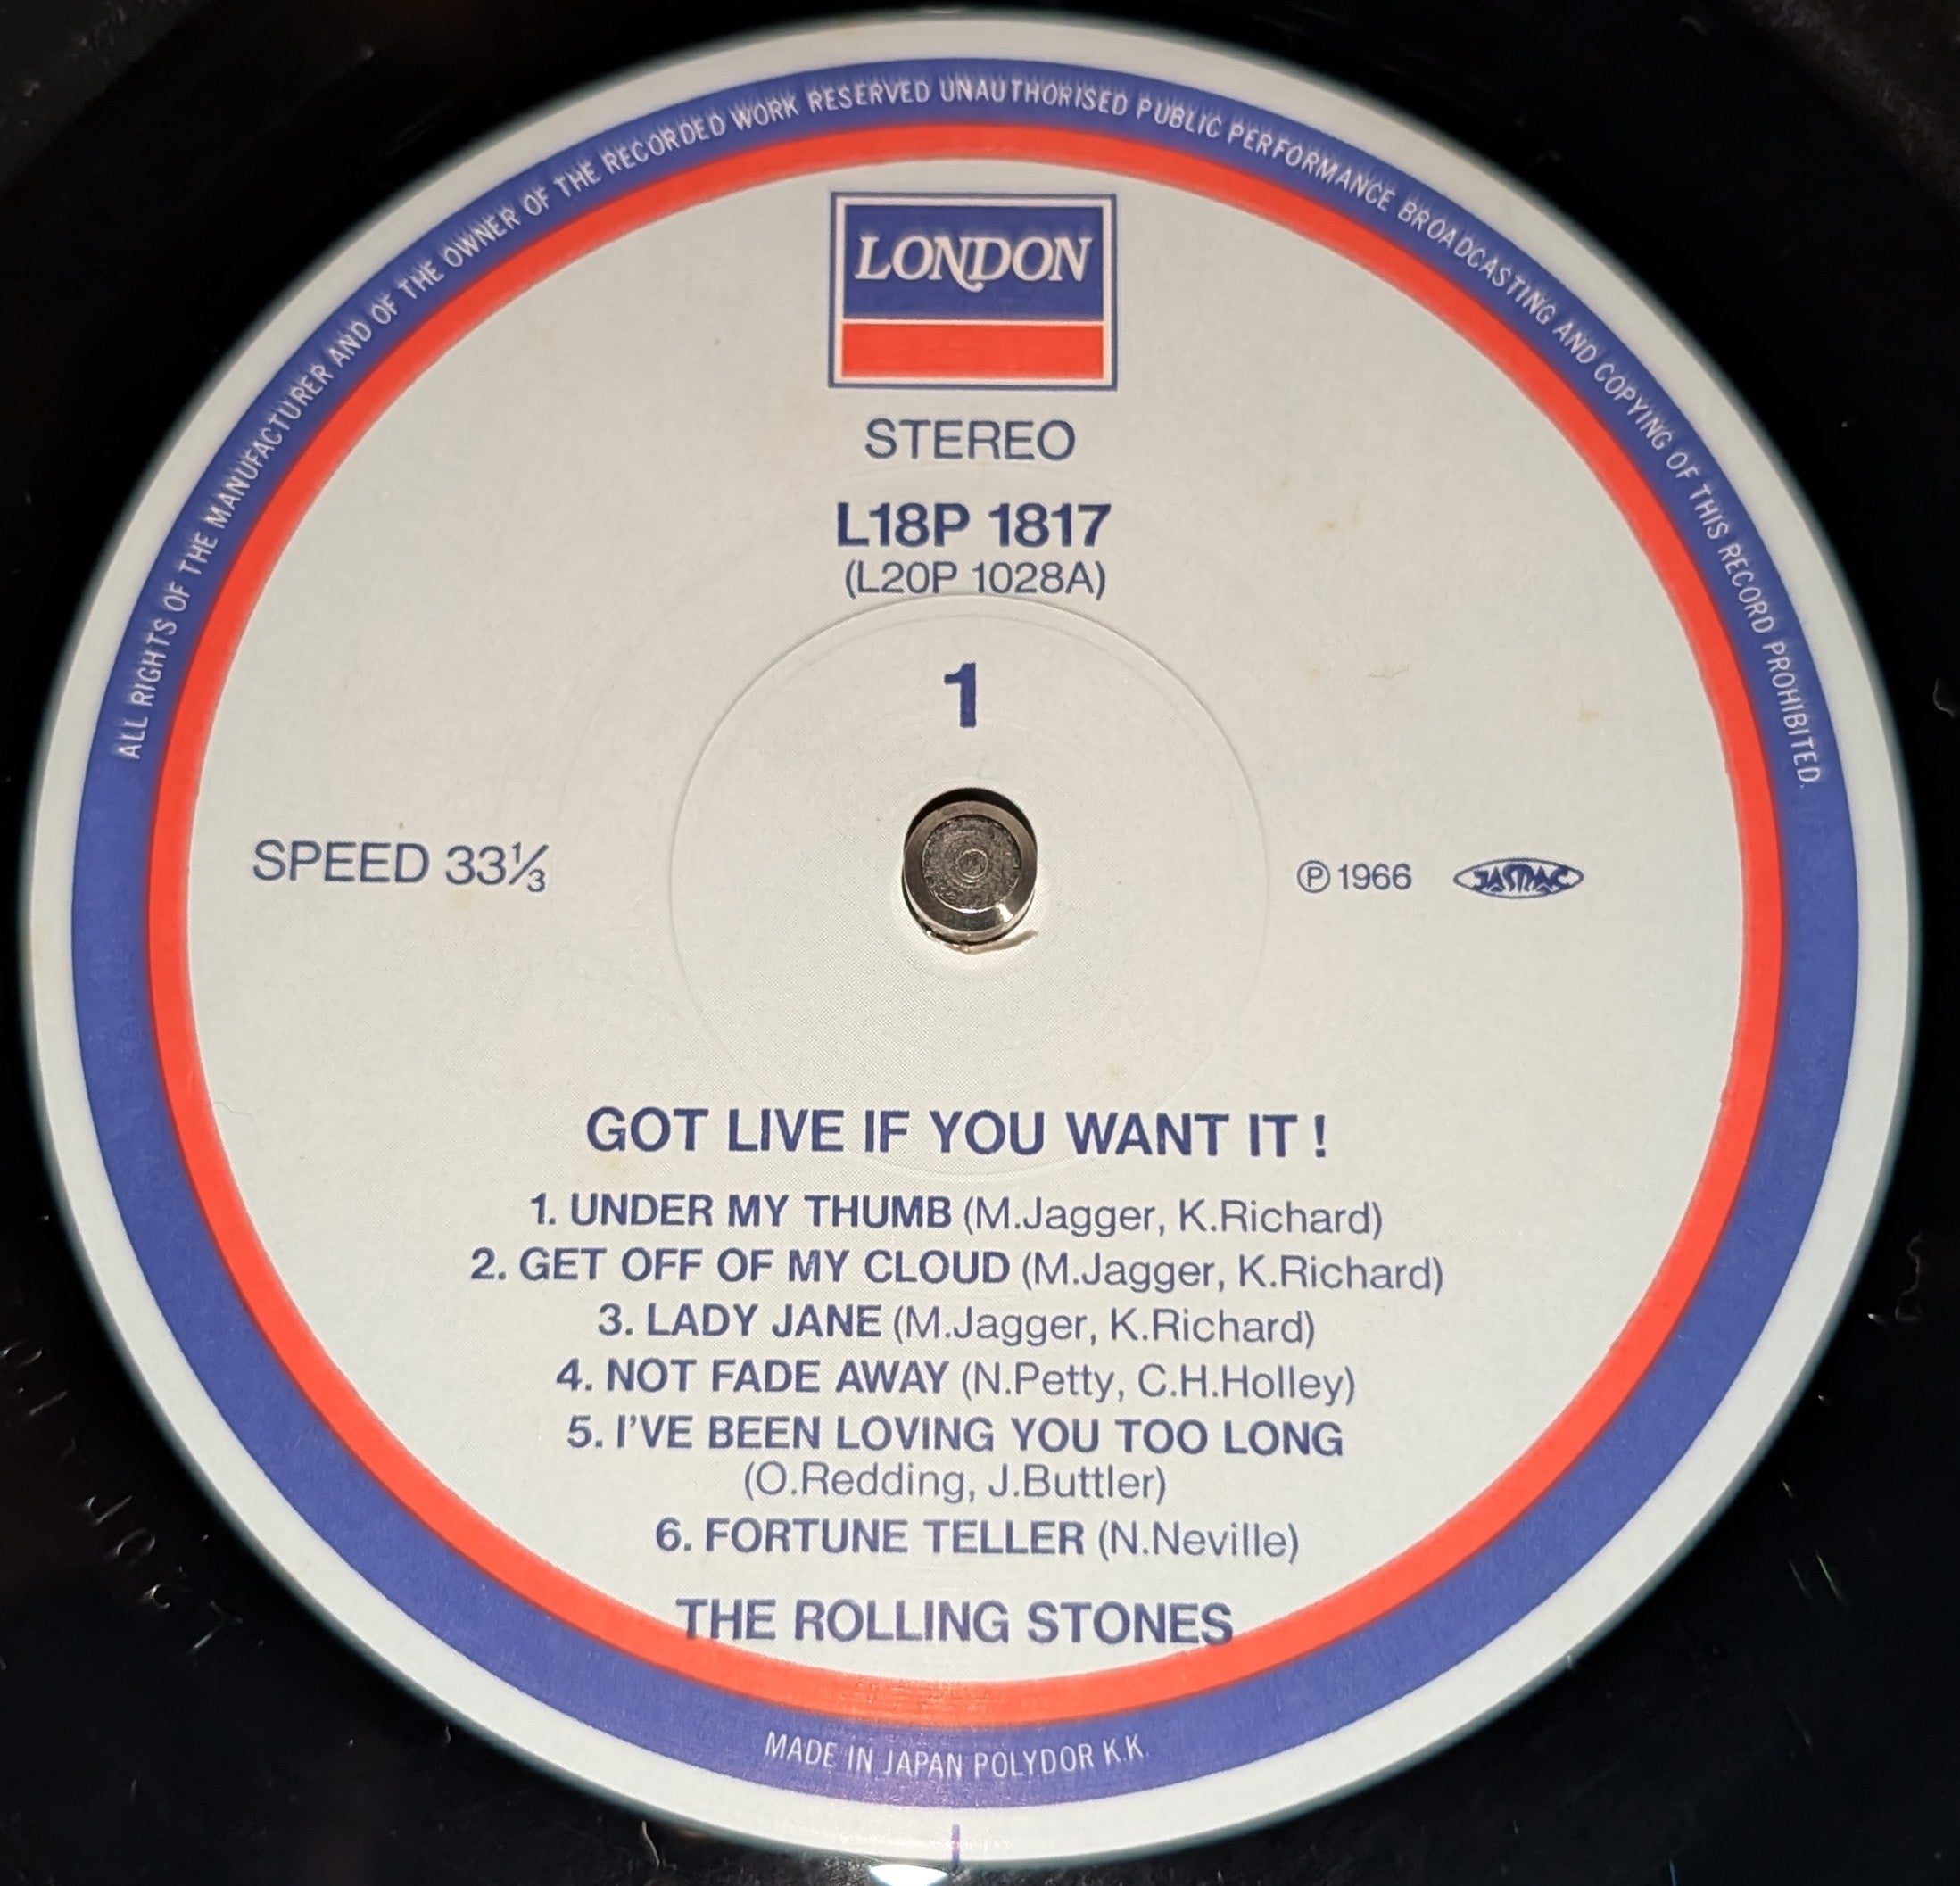 ALL RIGHTS OF THE MANUFACTURER AND OF THE OWNER OF THE RECORDED WORK RESERVED UNAUTHORISED PUBLIC PERFORMANCE BROADCASTING AND COPYING OF THIS RECORD PROHIBITED.
LONDON
STEREO
L18P 1817
(L20P 1028A)
1
SPEED 33⅓
Ⓟ1966 JASRAC
GOT LIVE IF YOU WANT IT!
1. UNDER MY THUMB (M.Jagger, K.Richard)
2. GET OFF OF MY CLOUD (M.Jagger, K.Richard)
3. LADY JANE (M.Jagger, K.Richard)
4. NOT FADE AWAY (N.Petty, C.H.Holley)
5. I'VE BEEN LOVING YOU TOO LONG
(O.Redding, J.Buttler)
6. FORTUNE TELLER (N.Neville)
THE ROLLING STONES
MADE IN JAPAN POLYDOR K.K.